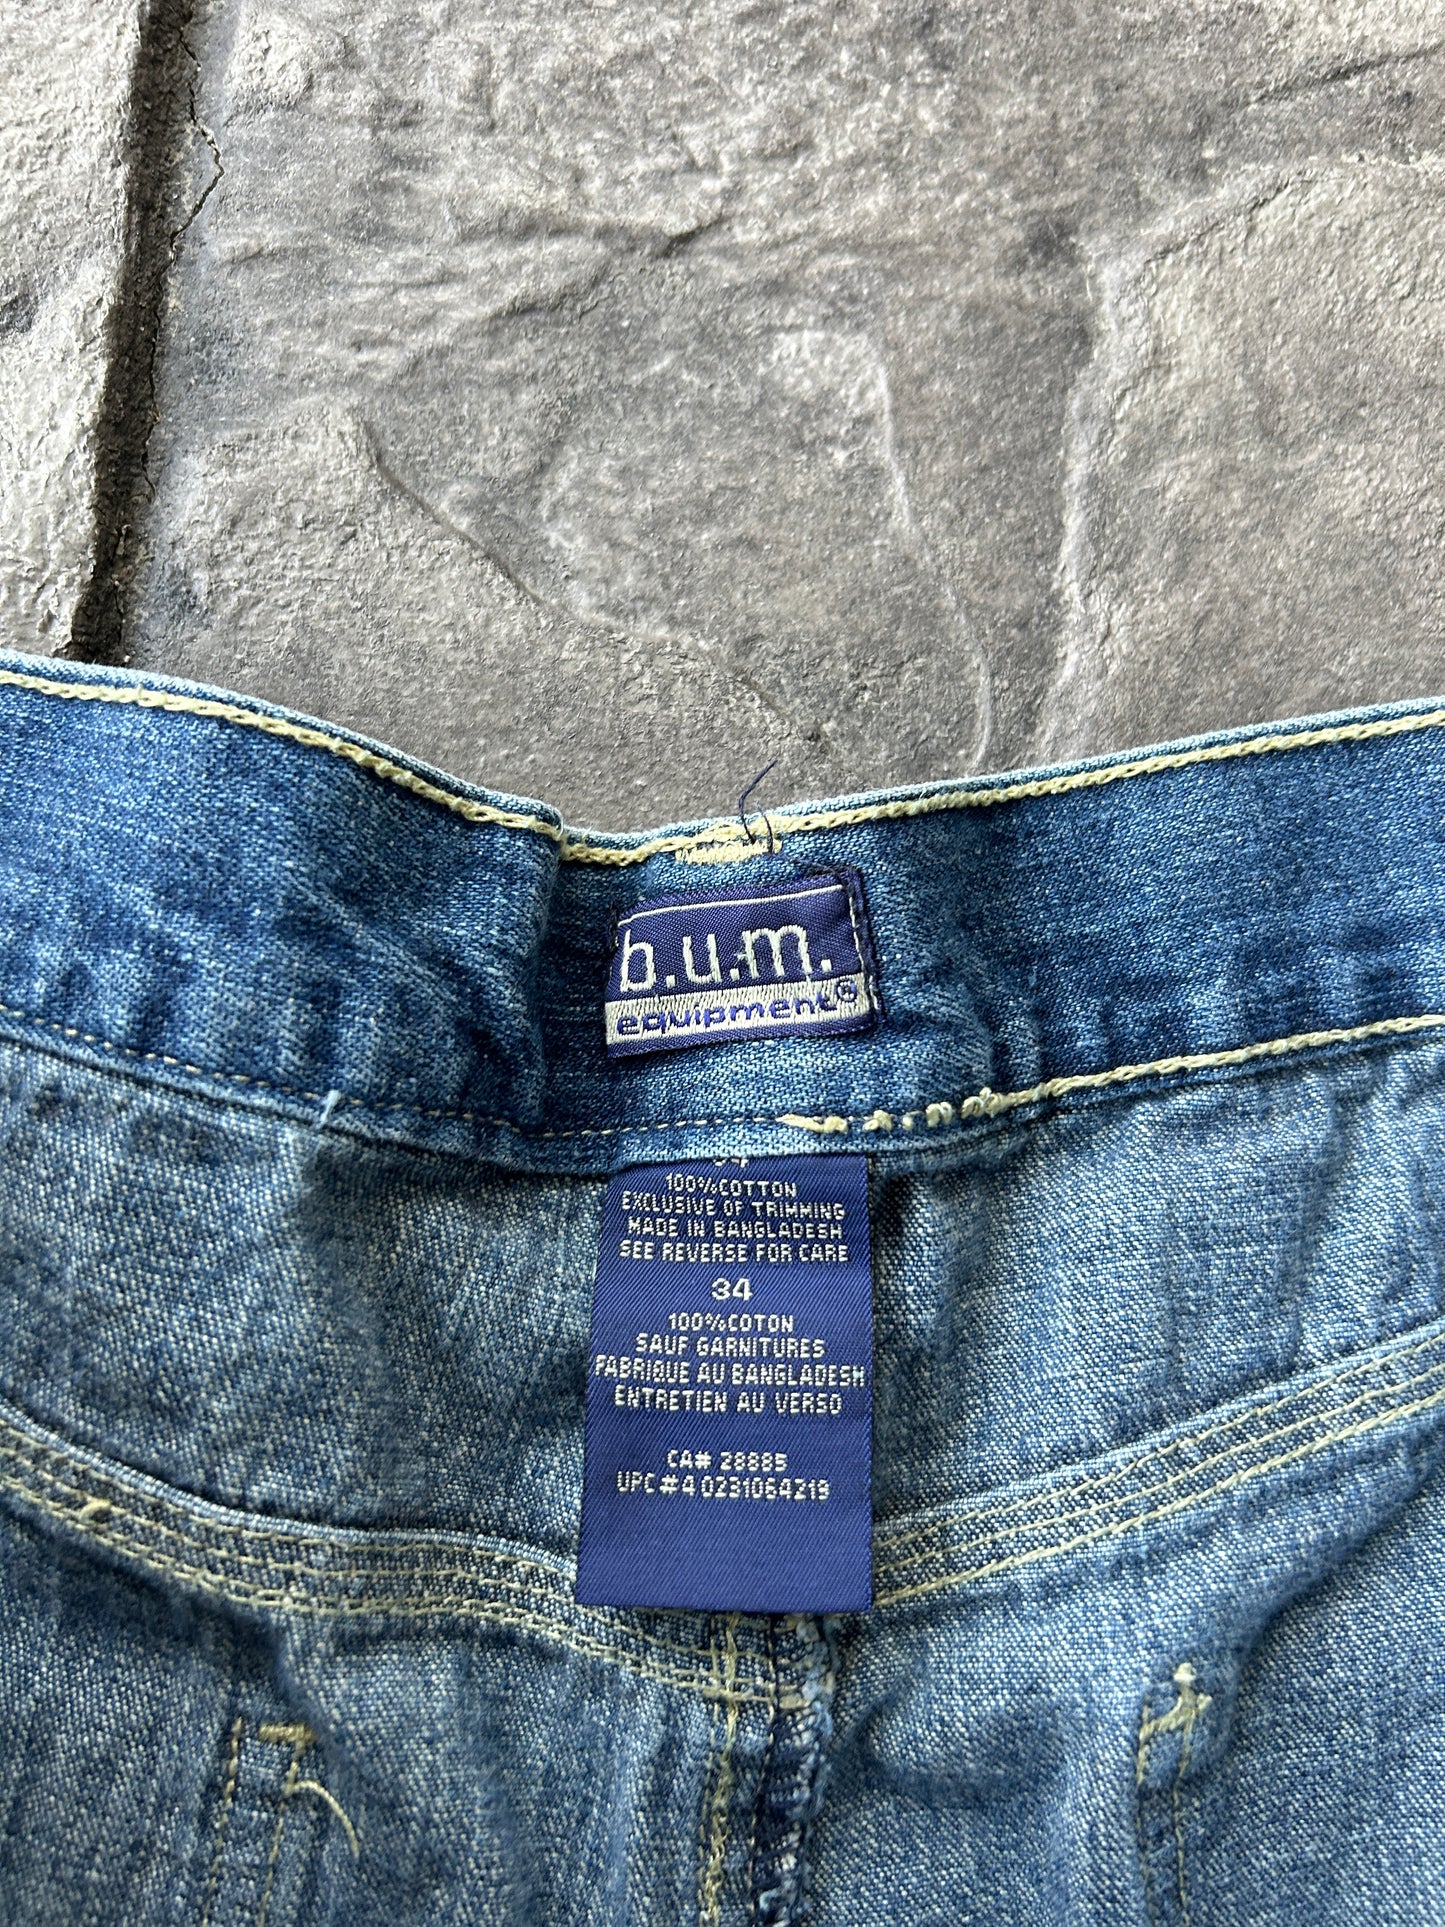 b.u.m.
equipment®
34
100%COTTON
EXCLUSIVE OF TRIMMING
MADE IN BANGLADESH
SEE REVERSE FOR CARE
34
100%COTON
SAUF GARNITURES
FABRIQUE AU BANGLADESH
ENTRETIEN AU VERSO
CA# 28885
UPC#4 0231064219